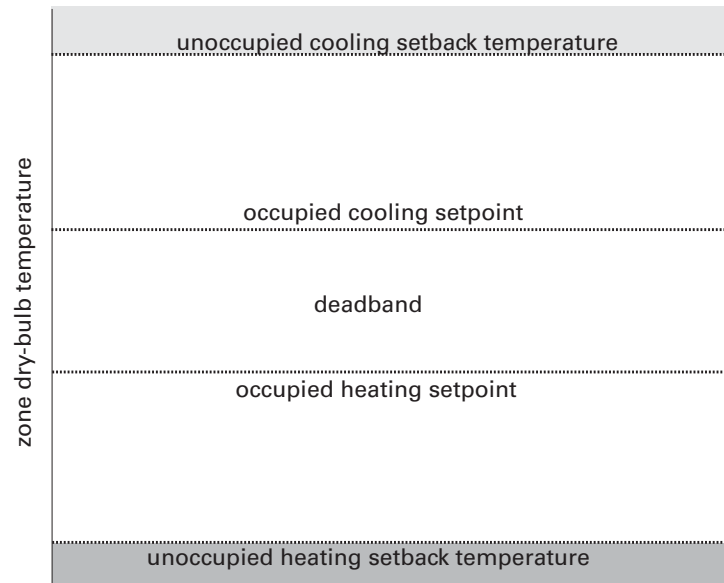 unoccupied cooling setback temperature
occupied cooling setpoint
zone dry-bulb temperature
deadband
occupied heating setpoint
unoccupied heating setback temperature